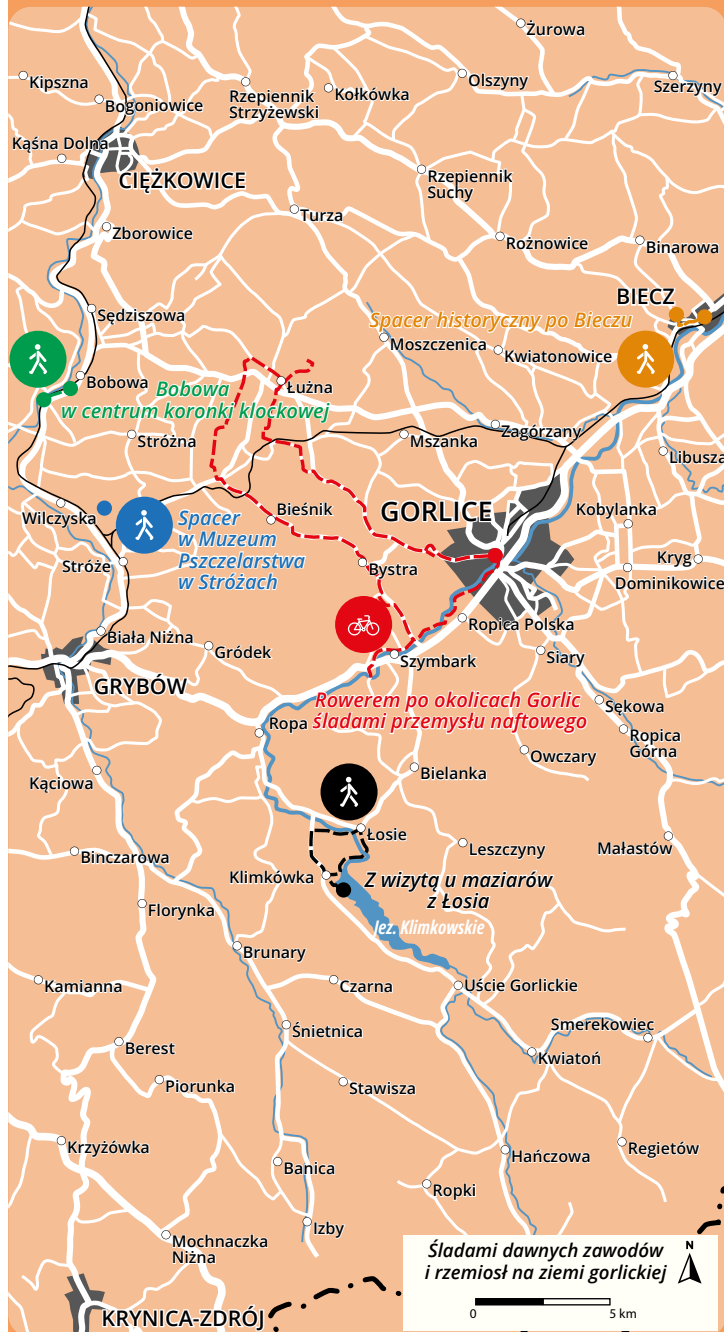 Żurowa
Kipszna
Olszyny
Szerzyny
Bogoniowice
Rzepiennik
Strzyżewski
Kołkówka
Kąśna Dolna
CIĘŻKOWICE
Rzepiennik
Suchy
Turza
Zborowice
Rożnowice
Binarowa
BIECZ
Sędziszowa
Spacer historyczny po Bieczu
Moszczenica
Kwiatonowice
Bobowa
Bobowa
w centrum koronki klockowej
Łużna
Stróżna
Mszanka
Zagórzany
Libusza
Wilczyska
Spacer
w Muzeum
Pszczelarstwa
w Stróżach
Bieśnik
GORLICE
Kobylanka
Stróże
Bystra
Kryg
Dominikowice
Biała Niżna
Gródek
Ropica Polska
Szymbark
Siary
GRYBÓW
Rowerem po okolicach Gorlic
śladami przemysłu naftowego
Sękowa
Ropa
Ropica
Górna
Owczary
Kąciowa
Bielanka
Łosie
Binczarowa
Leszczyny
Małastów
Klimkówka
Z wizytą u maziarów
z Łosia
Florynka
Jez. Klimkowskie
Brunary
Kamianna
Czarna
Uście Gorlickie
Śnietnica
Smerekowiec
Berest
Kwiatoń
Piorunka
Stawisza
Krzyżówka
Hańczowa
Regietów
Banica
Ropki
Izby
Mochnaczka
Niżna
Śladami dawnych zawodów
i rzemiosł na ziemi gorlickiej
N
0 5 km
KRYNICA-ZDRÓJ